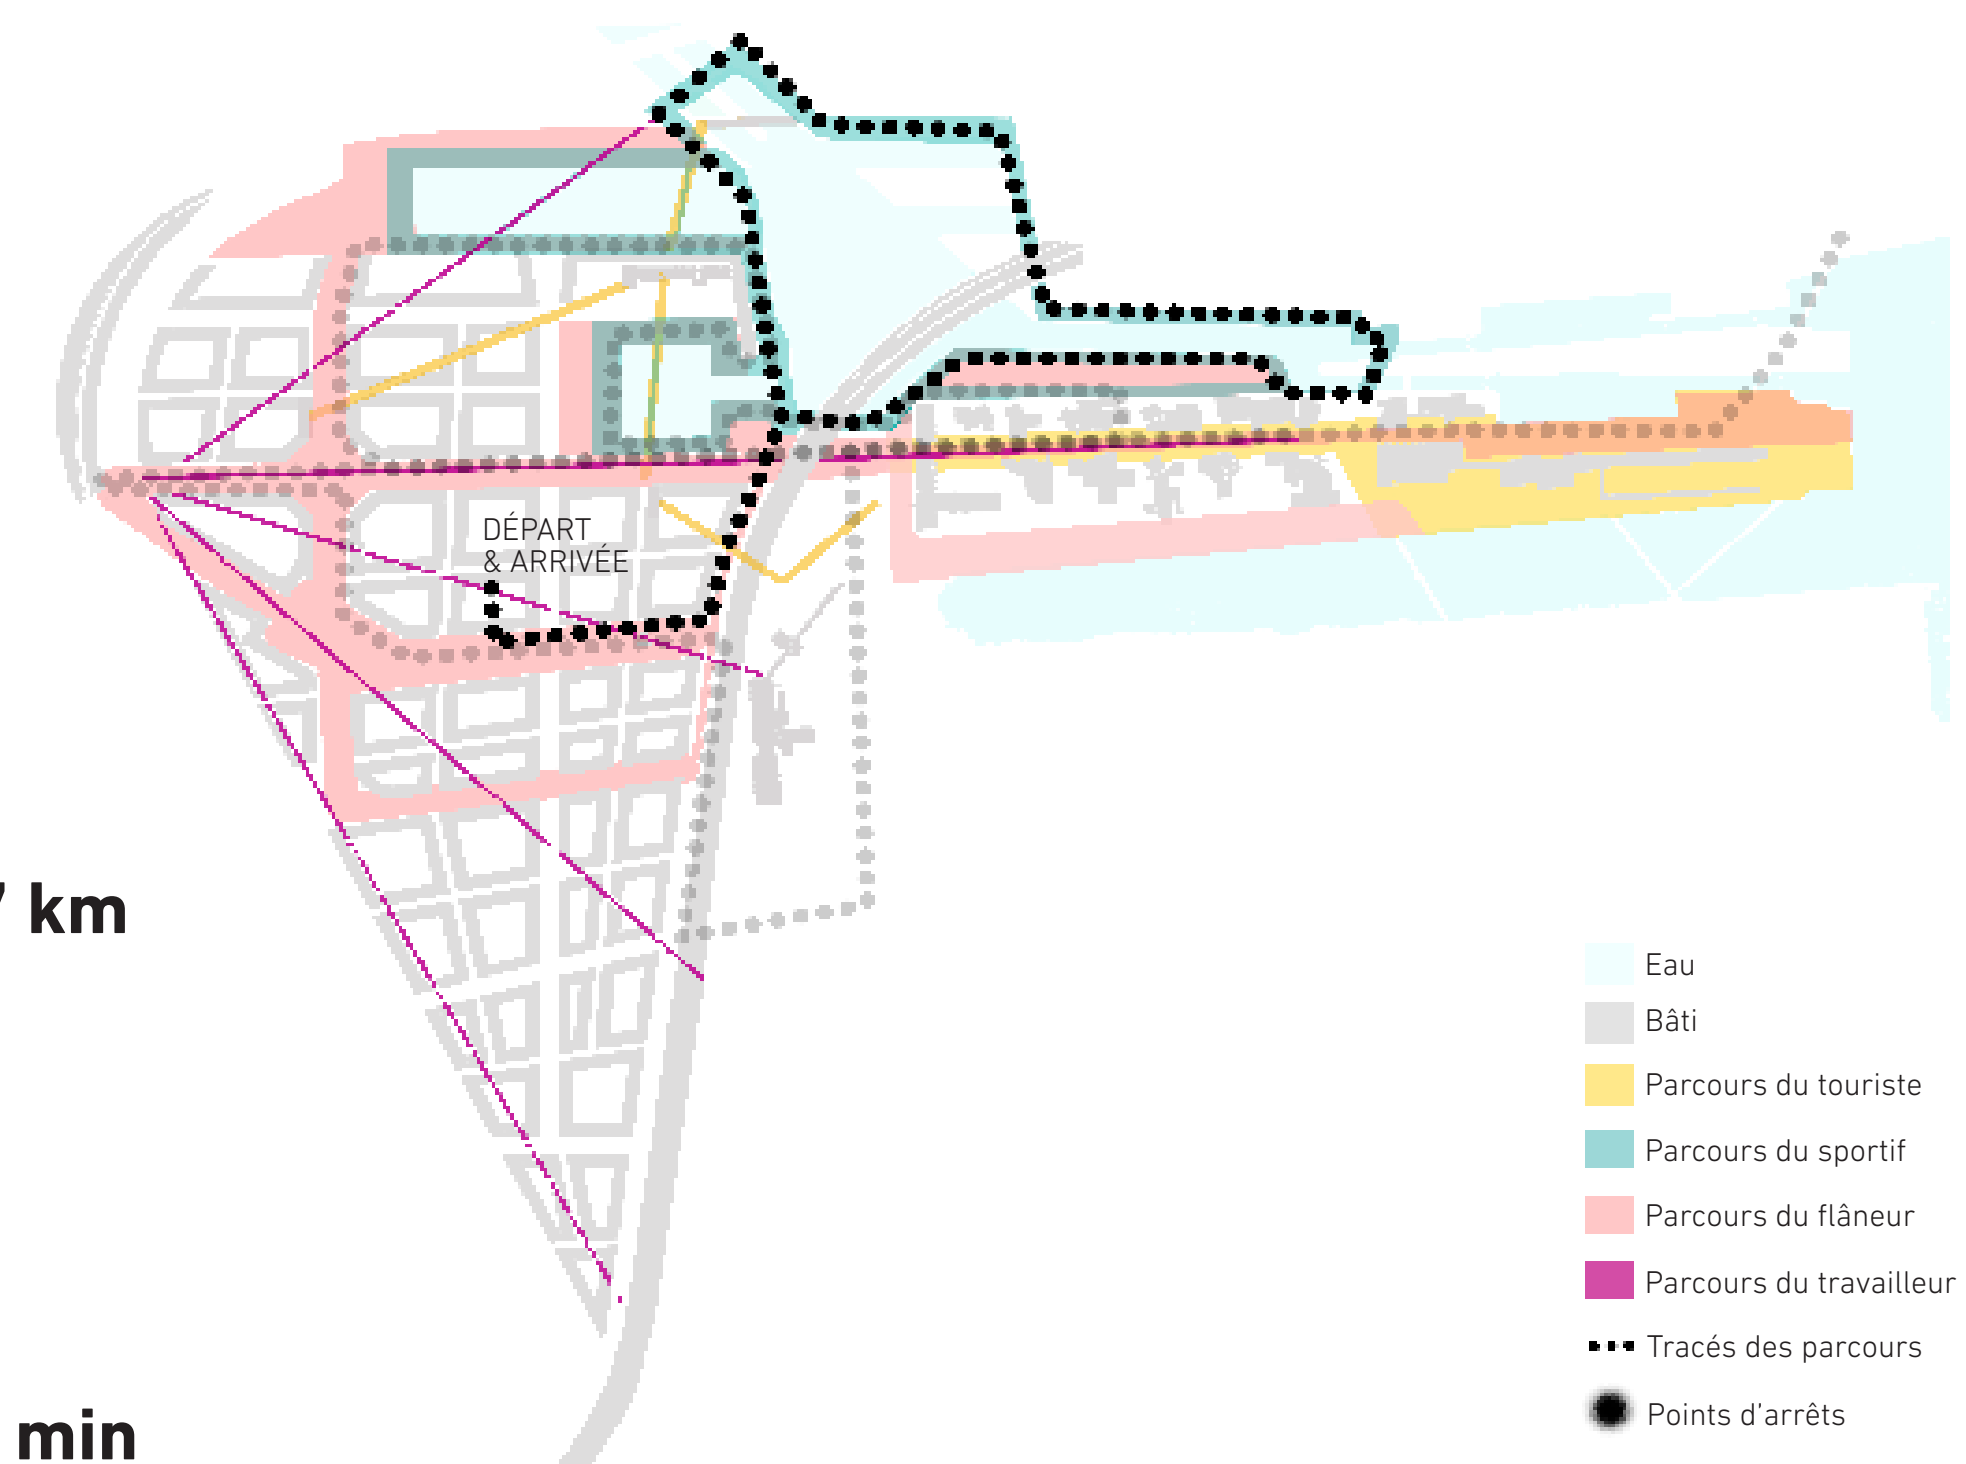 DÉPART
& ARRIVÉE
km
min
Eau
Bâti
Parcours du touriste
Parcours du sportif
Parcours du flâneur
Parcours du travailleur
Tracés des parcours
Points d'arrêts